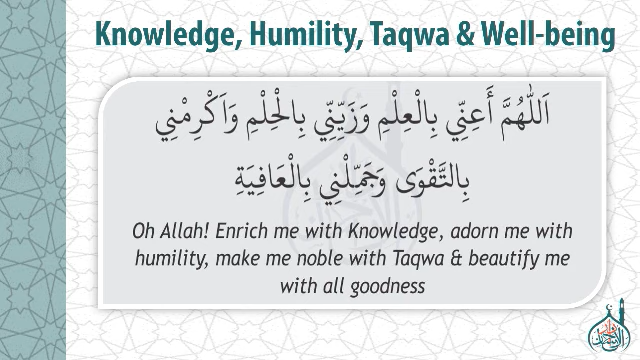 Knowledge, Humility, Taqwa & Well-being
اَللّٰهُمَّ أَعِنِّي بِالْعِلْمِ وَزَيِّنِّي بِالْحِلْمِ وَاَكْرِمْنِي
بِالتَّقْوَى وَجَمِّلْنِي بِالْعَافِيَةِ
Oh Allah! Enrich me with Knowledge, adorn me with
humility, make me noble with Taqwa & beautify me
with all goodness